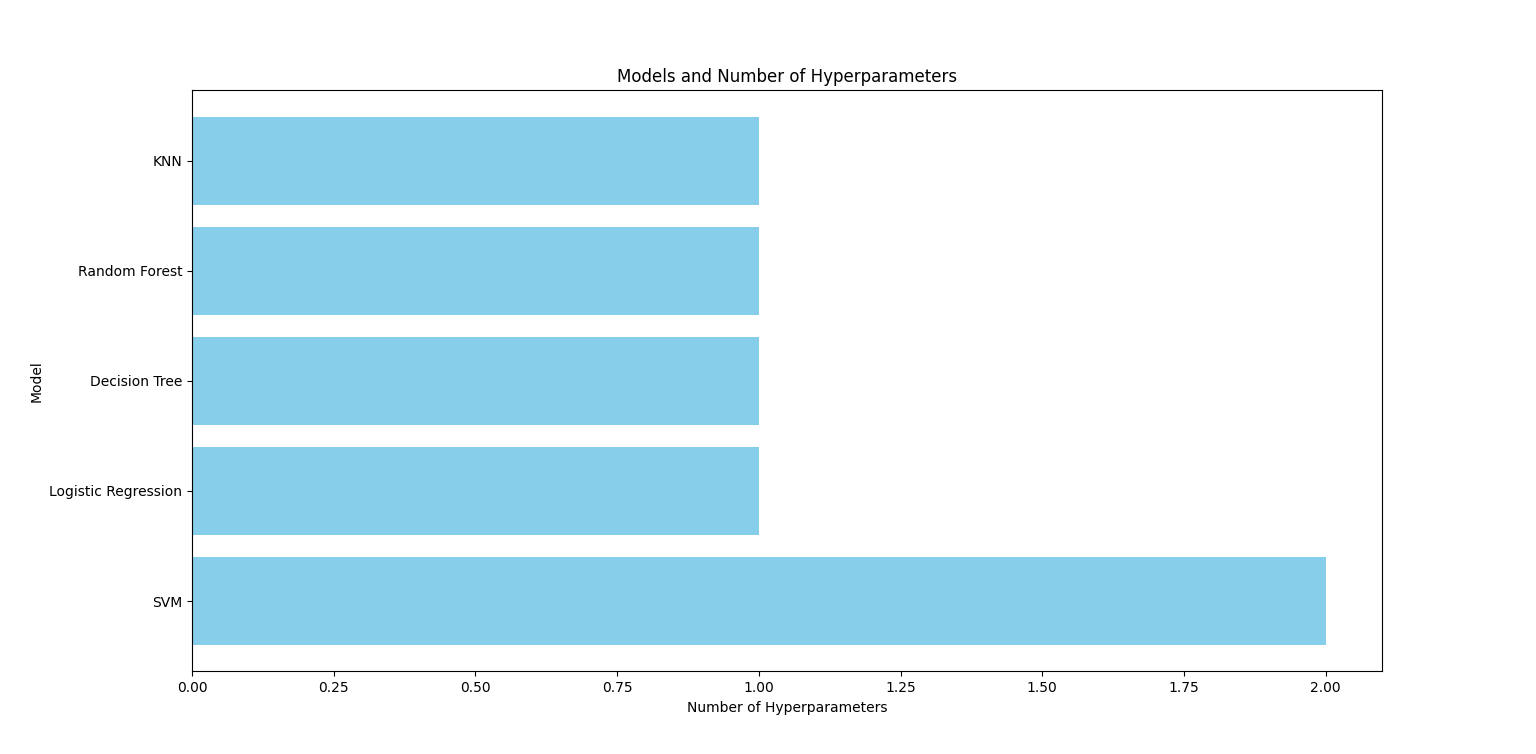 Models and Number of Hyperparameters
KNN
Random Forest
Decision Tree
Logistic Regression
SVM
Model
0.00 0.25 0.50 0.75 1.00 1.25 1.50 1.75 2.00
Number of Hyperparameters